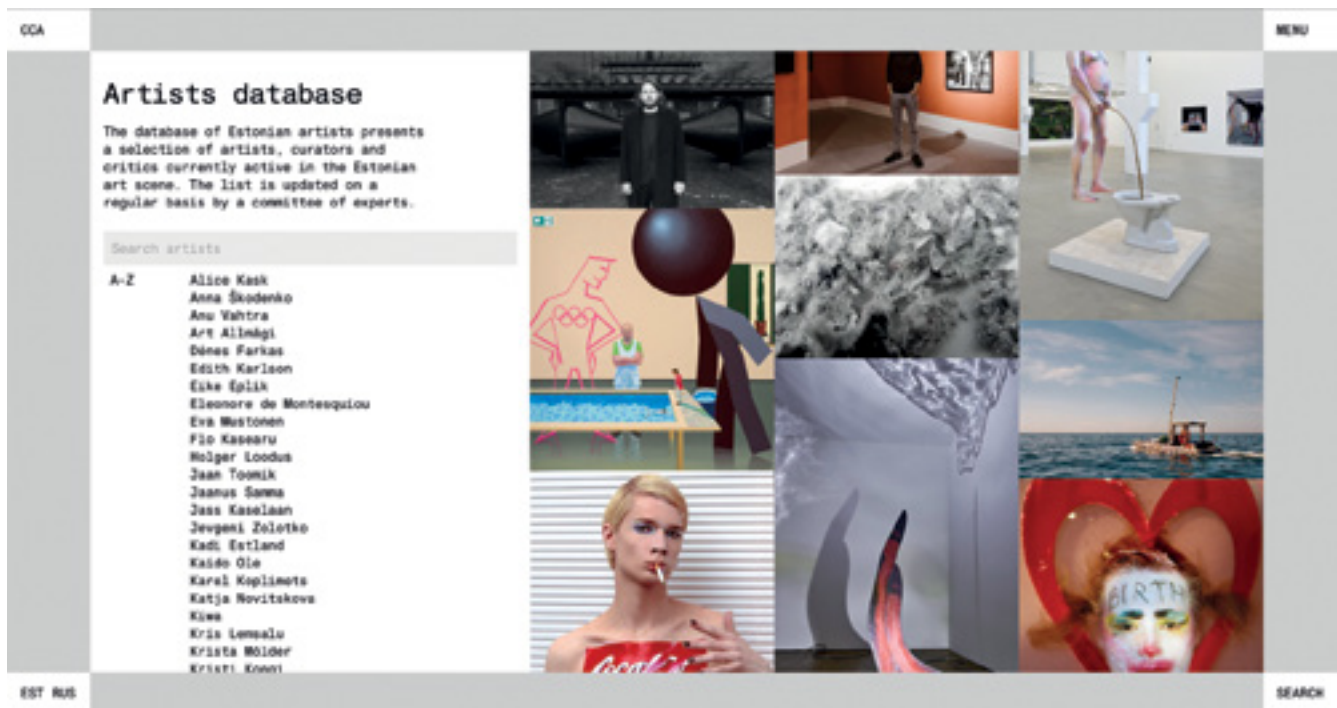 CCA
MENU
Artists database
The database of Estonian artists presents
a selection of artists, curators and
critics currently active in the Estonian
art scene. The list is updated on a
regular basis by a committee of experts.
Search artists
A-Z
Alice Kask
Anna Škodenko
Anu Vahtra
Art Allmägi
Dénes Farkas
Edith Karlson
Eike Eplik
Eleonore de Montesquiou
Eva Mustonen
Flo Kasearu
Holger Loodus
Jaan Toomik
Jaanus Samma
Jass Kaselaan
Jevgeni Zolotko
Kadi Estland
Kaido Ole
Karel Koplimets
Katja Novitskova
Kiwa
Kris Lemsalu
Krista Mölder
Kristi Kongi
BIRTH
EST RUS
SEARCH